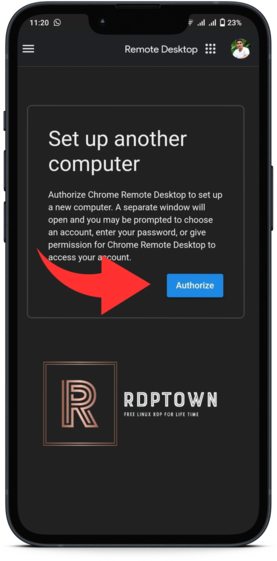 11:20 23%
Remote Desktop
Set up another
computer
Authorize Chrome Remote Desktop to set up
a new computer. A separate window will
open and you may be prompted to choose
an account, enter your password, or give
permission for Chrome Remote Desktop to
access your account.
Authorize
R RDPTOWN
FREE LINUX RDP FOR LIFE TIME